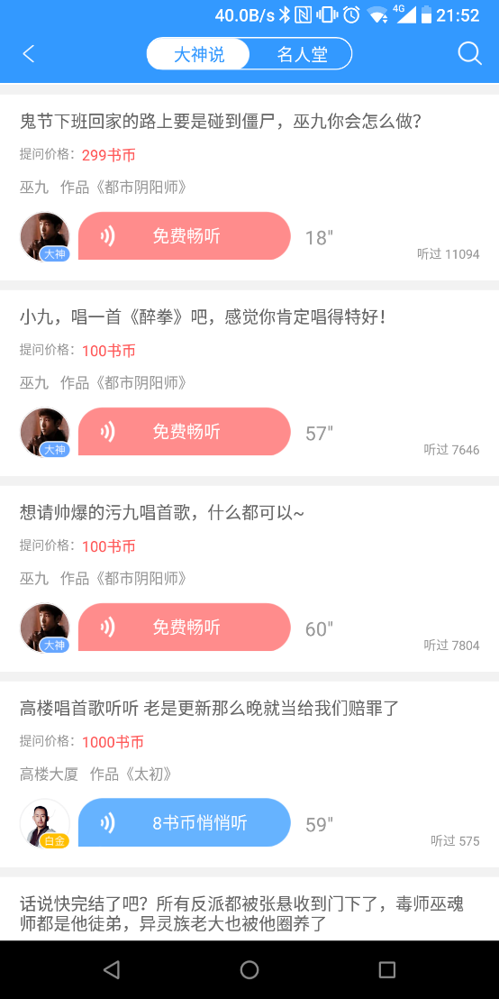 40.0B/s 4G 21:52
大神说 名人堂
鬼节下班回家的路上要是碰到僵尸，巫九你会怎么做？
提问价格：299书币
巫九 作品《都市阴阳师》
大神 免费畅听 18"
听过 11094
小九，唱一首《醉拳》吧，感觉你肯定唱得特好！
提问价格：100书币
巫九 作品《都市阴阳师》
大神 免费畅听 57"
听过 7646
想请帅爆的污九唱首歌，什么都可以~
提问价格：100书币
巫九 作品《都市阴阳师》
大神 免费畅听 60"
听过 7804
高楼唱首歌听听 老是更新那么晚就当给我们赔罪了
提问价格：1000书币
高楼大厦 作品《太初》
白金 8书币悄悄听 59"
听过 575
话说快完结了吧？所有反派都被张悬收到门下了，毒师巫魂
师都是他徒弟，异灵族老大也被他圈养了